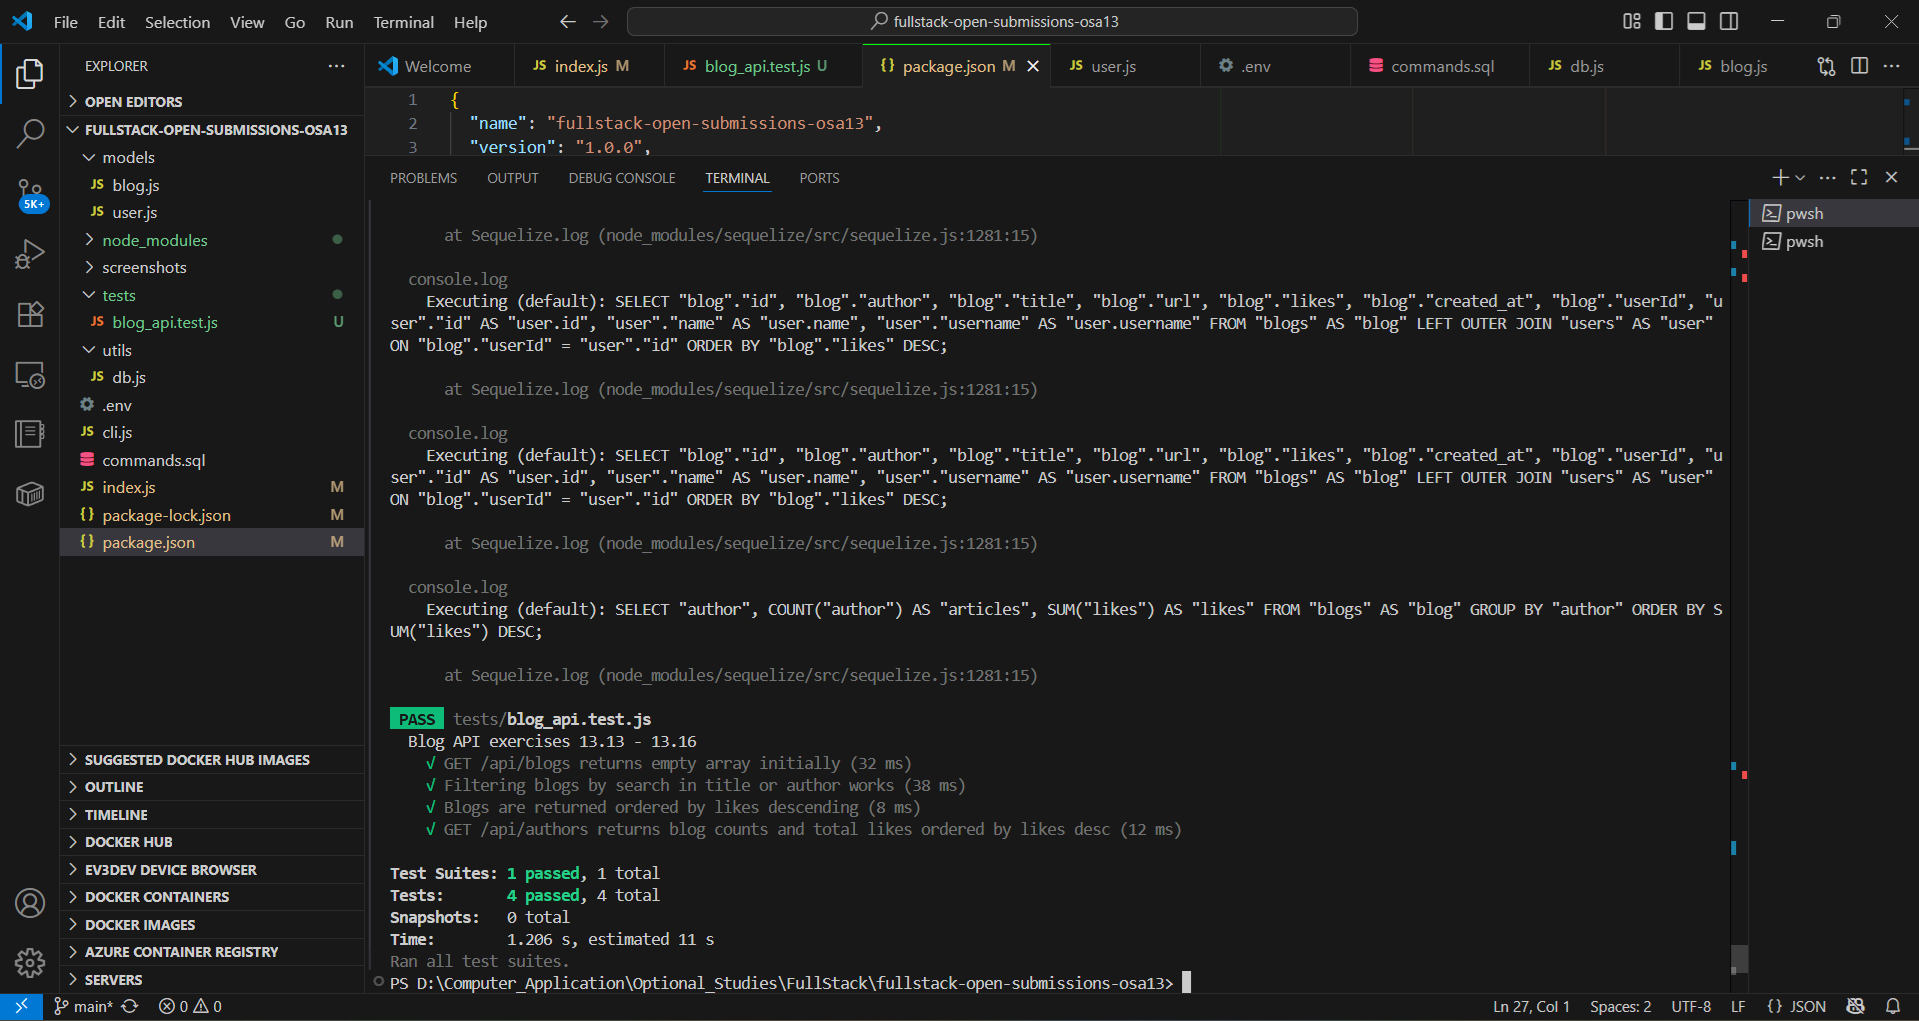 File Edit Selection View Go Run Terminal Help
fullstack-open-submissions-osa13
EXPLORER
OPEN EDITORS
FULLSTACK-OPEN-SUBMISSIONS-OSA13
models
JS blog.js
JS user.js
node_modules
screenshots
tests
JS blog_api.test.js U
utils
JS db.js
.env
JS cli.js
commands.sql
JS index.js M
{} package-lock.json M
{} package.json M
SUGGESTED DOCKER HUB IMAGES
OUTLINE
TIMELINE
DOCKER HUB
EV3DEV DEVICE BROWSER
DOCKER CONTAINERS
DOCKER IMAGES
AZURE CONTAINER REGISTRY
SERVERS
5K+
Welcome JS index.js M JS blog_api.test.js U {} package.json M JS user.js .env commands.sql JS db.js JS blog.js
1 {
2 "name": "fullstack-open-submissions-osa13",
3 "version": "1.0.0",
PROBLEMS OUTPUT DEBUG CONSOLE TERMINAL PORTS
pwsh
pwsh
at Sequelize.log (node_modules/sequelize/src/sequelize.js:1281:15)
console.log
Executing (default): SELECT "blog"."id", "blog"."author", "blog"."title", "blog"."url", "blog"."likes", "blog"."created_at", "blog"."userId", "u
ser"."id" AS "user.id", "user"."name" AS "user.name", "user"."username" AS "user.username" FROM "blogs" AS "blog" LEFT OUTER JOIN "users" AS "user"
ON "blog"."userId" = "user"."id" ORDER BY "blog"."likes" DESC;
at Sequelize.log (node_modules/sequelize/src/sequelize.js:1281:15)
console.log
Executing (default): SELECT "blog"."id", "blog"."author", "blog"."title", "blog"."url", "blog"."likes", "blog"."created_at", "blog"."userId", "u
ser"."id" AS "user.id", "user"."name" AS "user.name", "user"."username" AS "user.username" FROM "blogs" AS "blog" LEFT OUTER JOIN "users" AS "user"
ON "blog"."userId" = "user"."id" ORDER BY "blog"."likes" DESC;
at Sequelize.log (node_modules/sequelize/src/sequelize.js:1281:15)
console.log
Executing (default): SELECT "author", COUNT("author") AS "articles", SUM("likes") AS "likes" FROM "blogs" AS "blog" GROUP BY "author" ORDER BY S
UM("likes") DESC;
at Sequelize.log (node_modules/sequelize/src/sequelize.js:1281:15)
PASS tests/blog_api.test.js
Blog API exercises 13.13 - 13.16
√ GET /api/blogs returns empty array initially (32 ms)
√ Filtering blogs by search in title or author works (38 ms)
√ Blogs are returned ordered by likes descending (8 ms)
√ GET /api/authors returns blog counts and total likes ordered by likes desc (12 ms)
Test Suites: 1 passed, 1 total
Tests: 4 passed, 4 total
Snapshots: 0 total
Time: 1.206 s, estimated 11 s
Ran all test suites.
PS D:\Computer_Application\Optional_Studies\FullStack\fullstack-open-submissions-osa13>
main* 0 0
Ln 27, Col 1 Spaces: 2 UTF-8 LF {} JSON